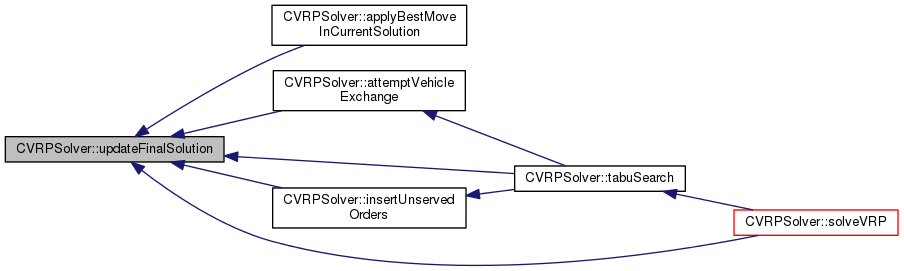 CVRPSolver::applyBestMove
InCurrentSolution
CVRPSolver::attemptVehicle
Exchange
CVRPSolver::updateFinalSolution
CVRPSolver::tabuSearch
CVRPSolver::insertUnserved
Orders
CVRPSolver::solveVRP